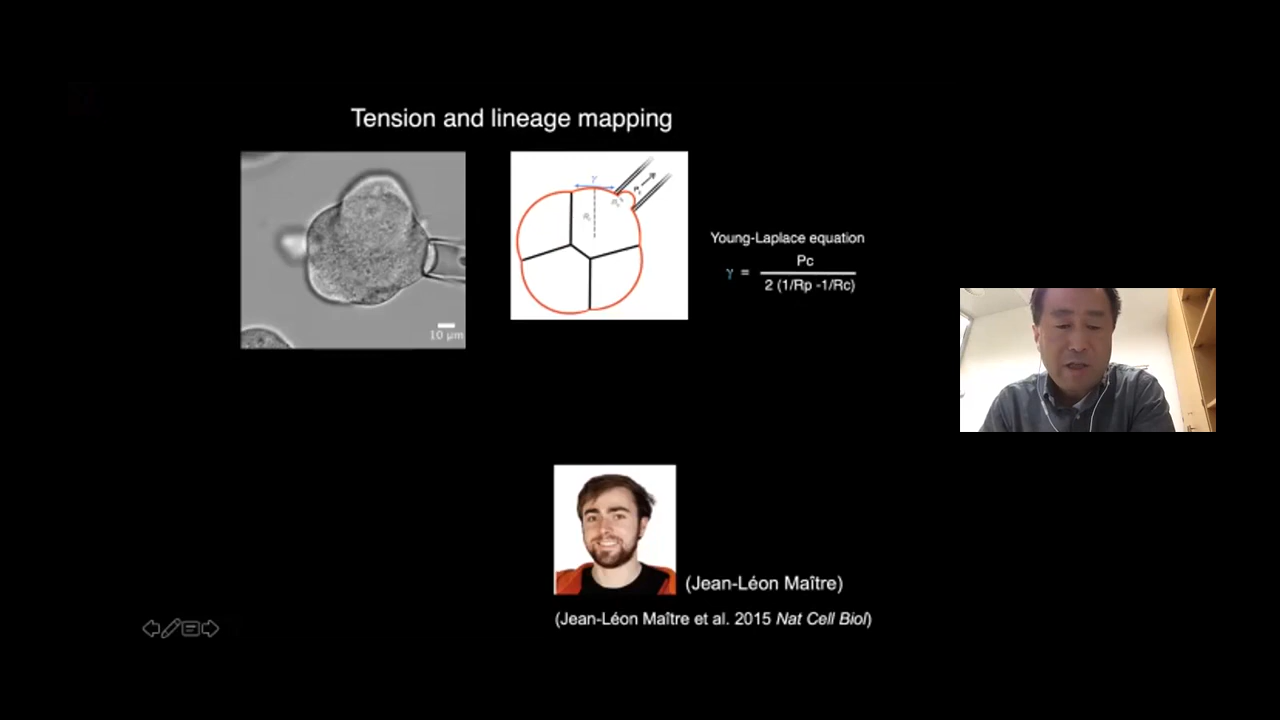 Tension and lineage mapping
10 μm
γ
Young-Laplace equation
γ = Pc
2 (1/Rp -1/Rc)
(Jean-Léon Maître)
(Jean-Léon Maître et al. 2015 Nat Cell Biol)